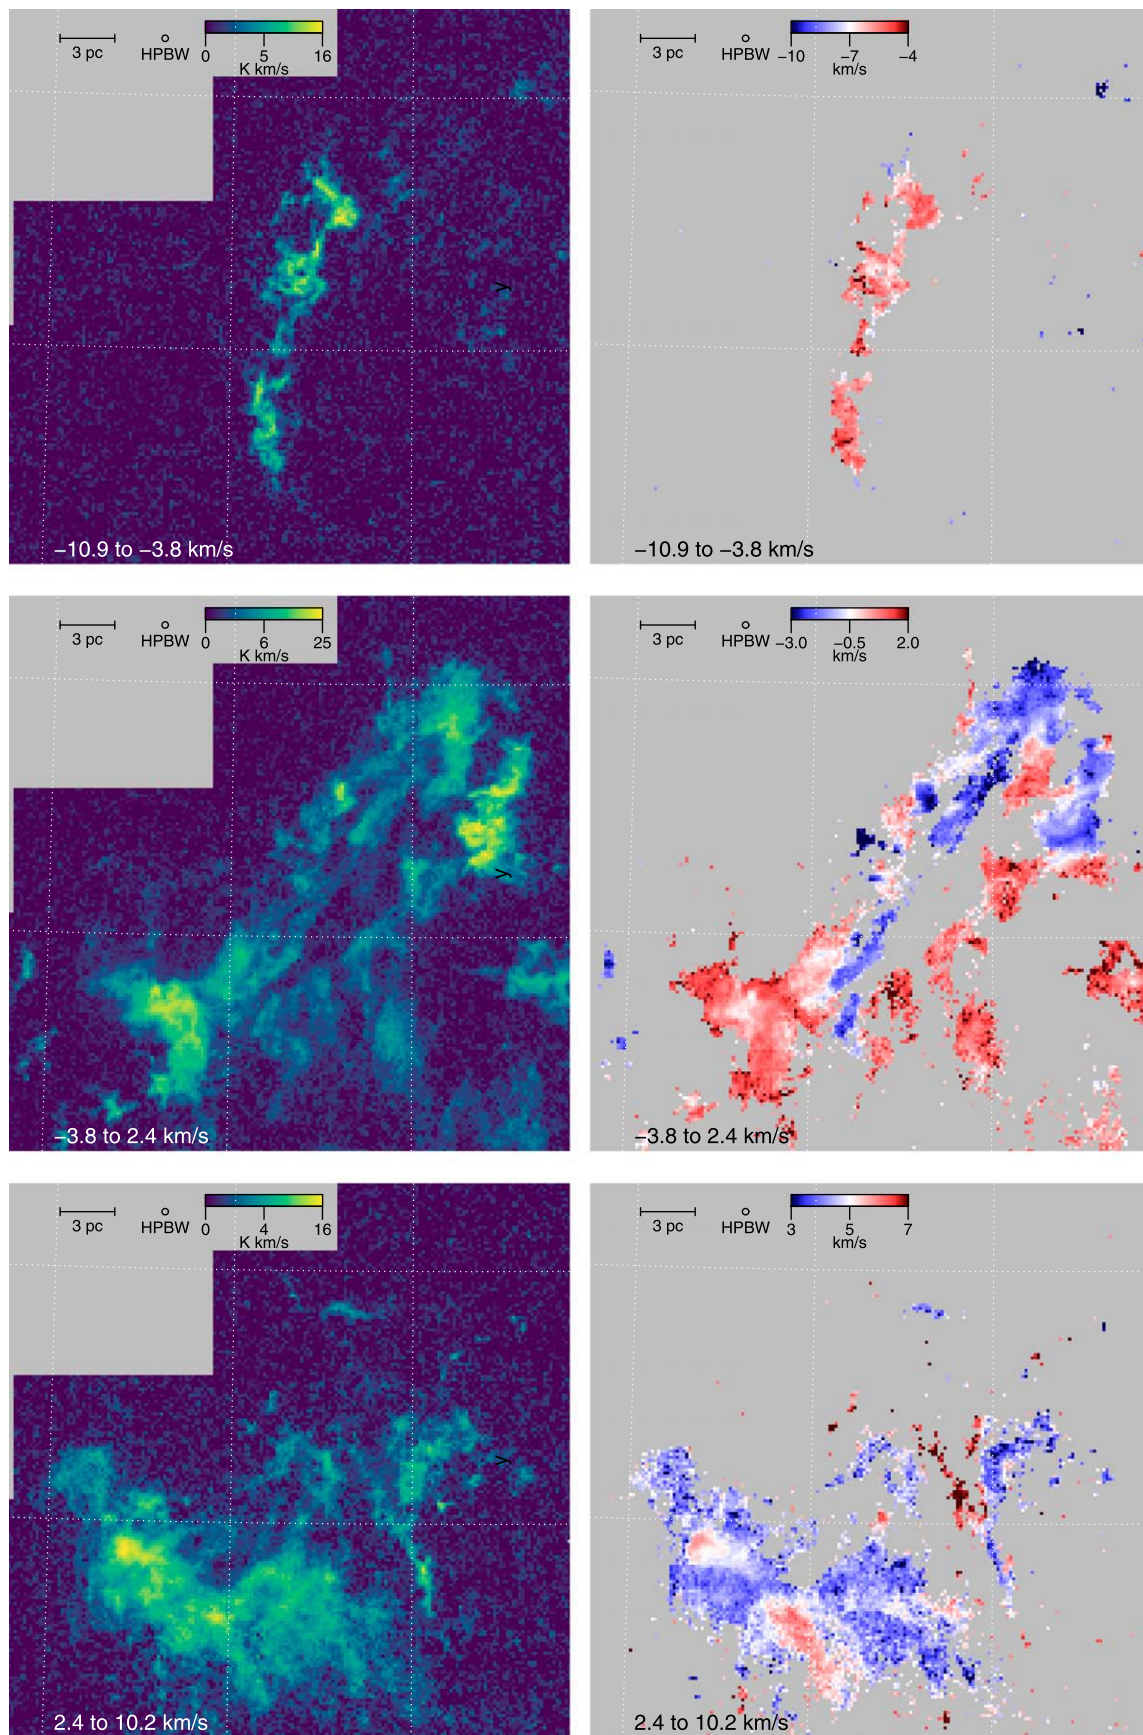 3 pc
HPBW
0 5 16
K km/s
γ
−10.9 to −3.8 km/s
3 pc
HPBW
−10 −7 −4
km/s
−10.9 to −3.8 km/s
3 pc
HPBW
0 6 25
K km/s
γ
−3.8 to 2.4 km/s
3 pc
HPBW
−3.0 −0.5 2.0
km/s
−3.8 to 2.4 km/s
3 pc
HPBW
0 4 16
K km/s
γ
2.4 to 10.2 km/s
3 pc
HPBW
3 5 7
km/s
2.4 to 10.2 km/s